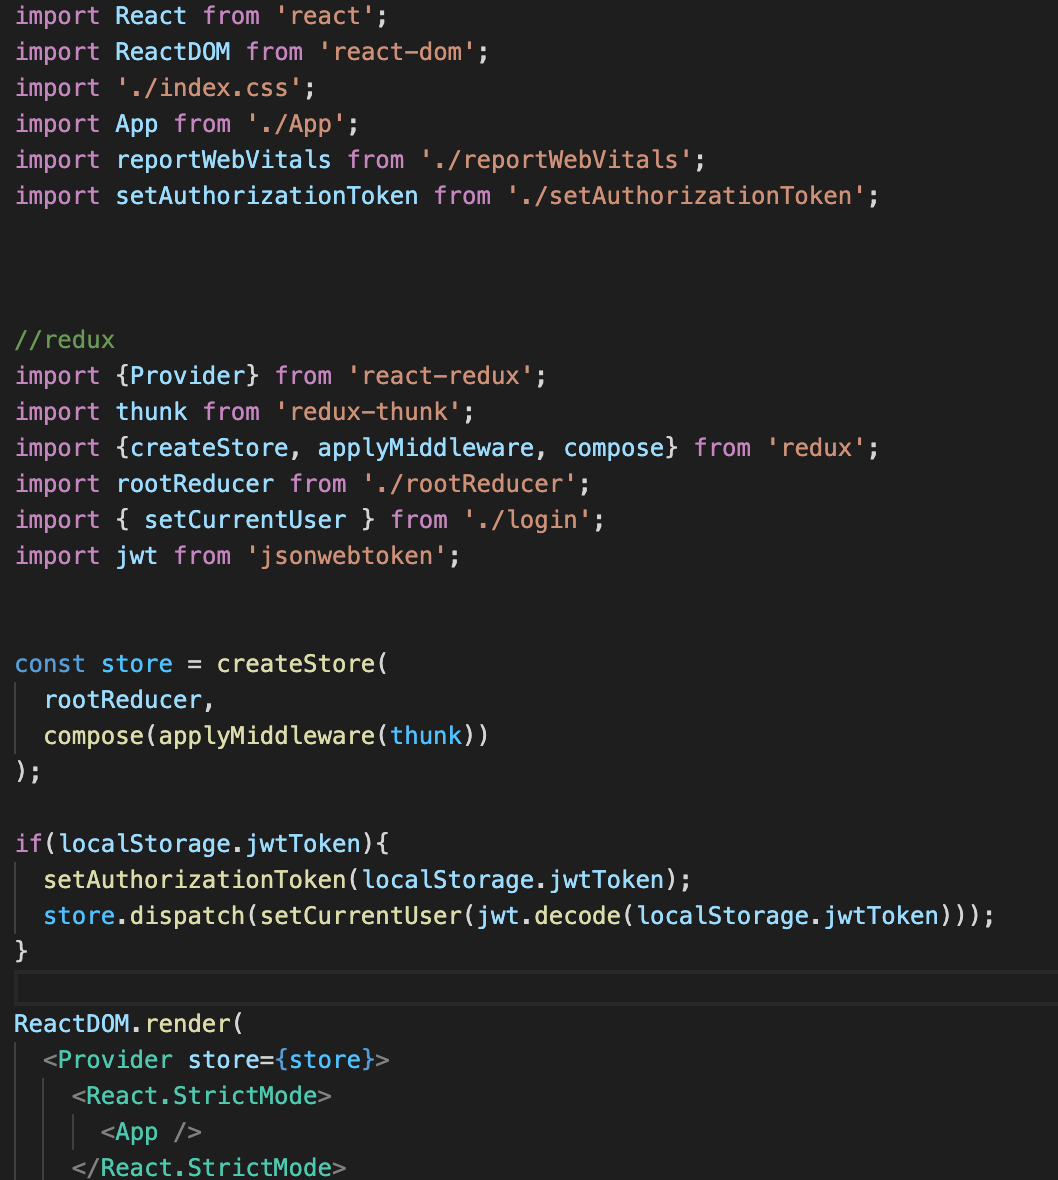 import React from 'react';
import ReactDOM from 'react-dom';
import './index.css';
import App from './App';
import reportWebVitals from './reportWebVitals';
import setAuthorizationToken from './setAuthorizationToken';
//redux
import {Provider} from 'react-redux';
import thunk from 'redux-thunk';
import {createStore, applyMiddleware, compose} from 'redux';
import rootReducer from './rootReducer';
import { setCurrentUser } from './login';
import jwt from 'jsonwebtoken';
const store = createStore(
  rootReducer,
  compose(applyMiddleware(thunk))
);
if(localStorage.jwtToken){
  setAuthorizationToken(localStorage.jwtToken);
  store.dispatch(setCurrentUser(jwt.decode(localStorage.jwtToken)));
}
ReactDOM.render(
  <Provider store={store}>
    <React.StrictMode>
      <App />
    </React.StrictMode>